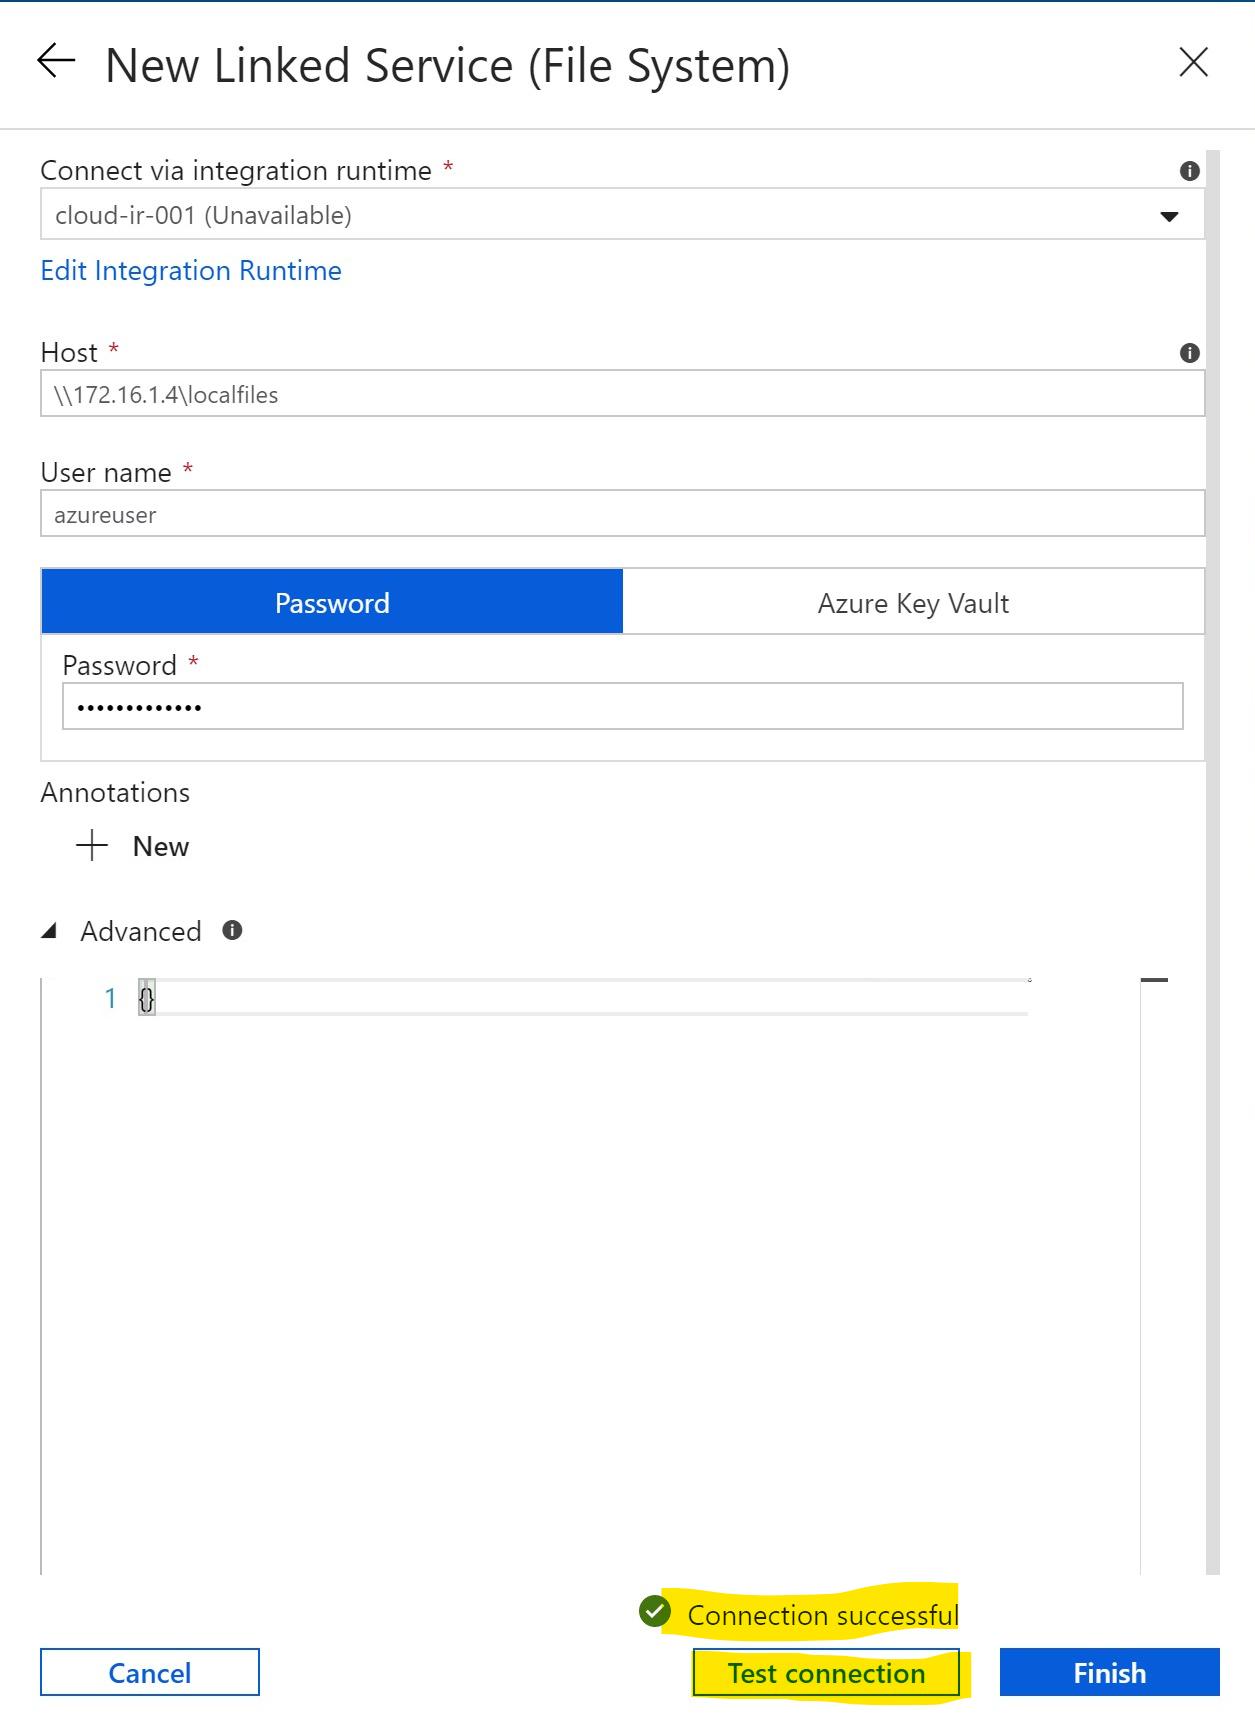 New Linked Service (File System)
Connect via integration runtime *
cloud-ir-001 (Unavailable)
Edit Integration Runtime
Host *
\\172.16.1.4\localfiles
User name *
azureuser
Password
Azure Key Vault
Password *
•••••••••••••
Annotations
New
Advanced
1 {}
Connection successful
Cancel
Test connection
Finish